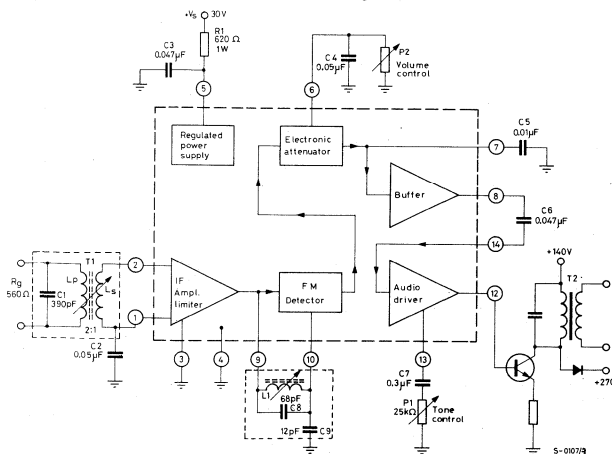 +Vs 30V
R1
620 Ω
1W
C3
0.047µF
5
6
C4
0.05µF
P2
Volume
control
Regulated
power
supply
Electronic
attenuator
7
C5
0.01µF
Buffer
8
C6
0.047µF
14
+140V
T2
Rg
560Ω
C1
390pF
Lp
T1
Ls
2:1
2
1
C2
0.05µF
IF
Ampl.
limiter
FM
Detector
Audio
driver
12
3
4
9
10
13
L1
68pF
C8
12pF
C9
C7
0.3µF
P1
25kΩ
Tone
control
+270
S-0107/2